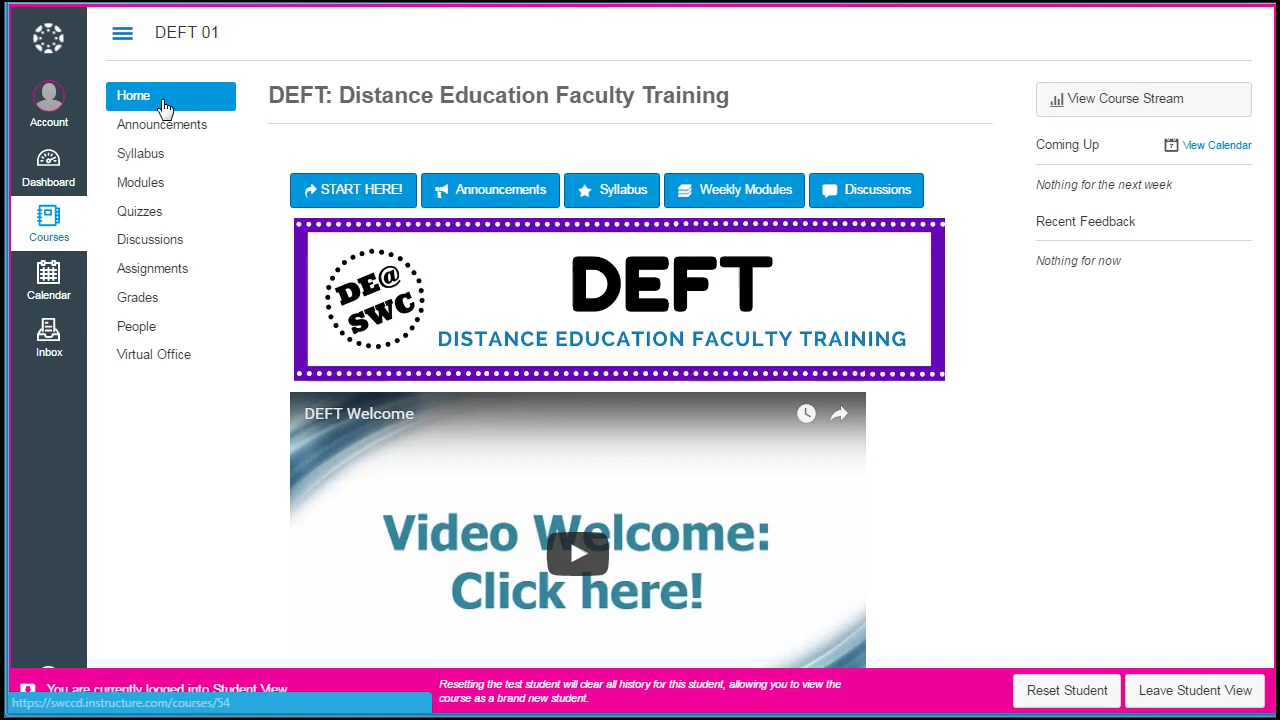 DEFT 01
Account
Dashboard
Courses
Calendar
Inbox
Home
Announcements
Syllabus
Modules
Quizzes
Discussions
Assignments
Grades
People
Virtual Office
DEFT: Distance Education Faculty Training
START HERE!
Announcements
Syllabus
Weekly Modules
Discussions
DE@
SWC
DEFT
DISTANCE EDUCATION FACULTY TRAINING
DEFT Welcome
Video Welcome:
Click here!
View Course Stream
Coming Up
7
View Calendar
Nothing for the next week
Recent Feedback
Nothing for now
You are currently logged into Student View
https://swccd.instructure.com/courses/54
Resetting the test student will clear all history for this student, allowing you to view the
course as a brand new student.
Reset Student
Leave Student View